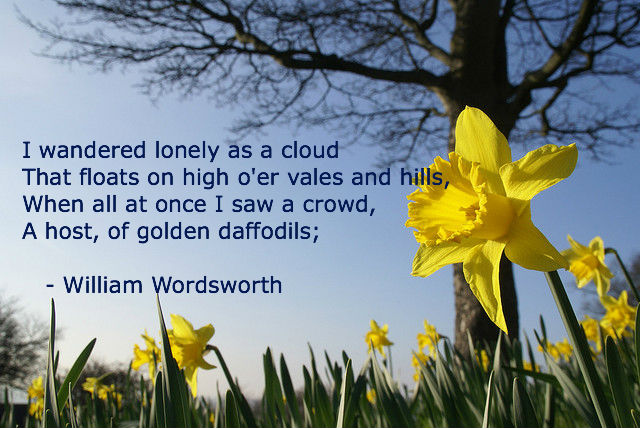 I wandered lonely as a cloud
That floats on high o'er vales and hills,
When all at once I saw a crowd,
A host, of golden daffodils;
- William Wordsworth